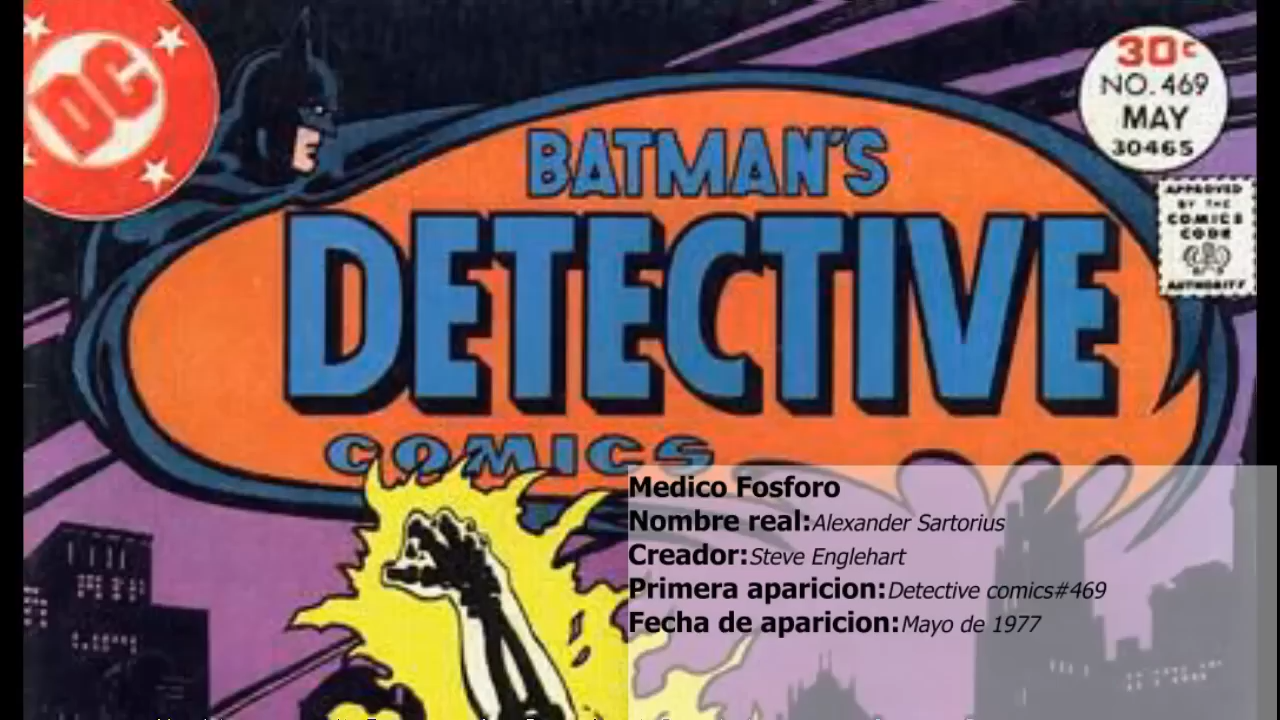 DC
30¢
NO. 469
MAY
30465
APPROVED
BY THE
COMICS
CODE
AUTHORITY
BATMAN'S
DETECTIVE
COMICS
Medico Fosforo
Nombre real:Alexander Sartorius
Creador:Steve Englehart
Primera aparicion:Detective comics#469
Fecha de aparicion:Mayo de 1977